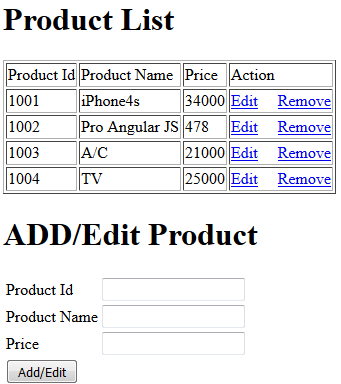 Product List
Product Id Product Name Price Action
1001 iPhone4s 34000 Edit Remove
1002 Pro Angular JS 478 Edit Remove
1003 A/C 21000 Edit Remove
1004 TV 25000 Edit Remove
ADD/Edit Product
Product Id
Product Name
Price
Add/Edit